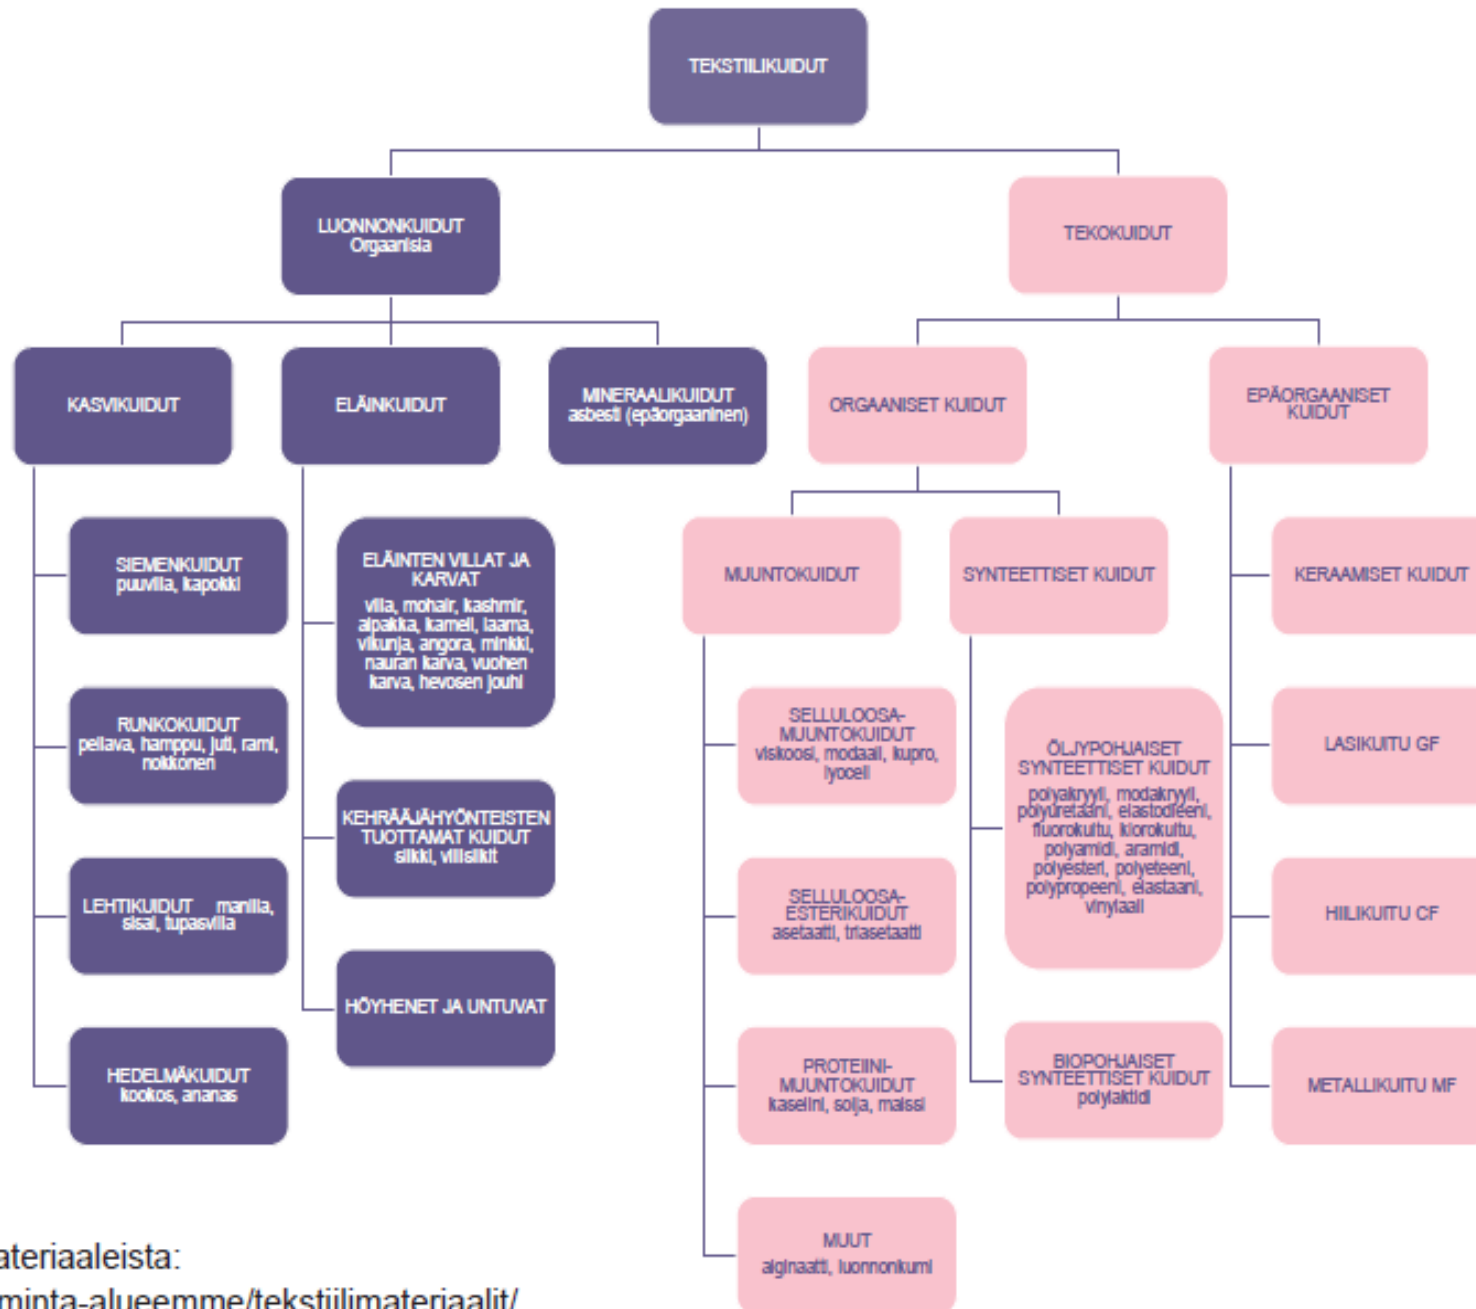 TEKSTIILIKUIDUT
LUONNONKUIDUT
Orgaanisia
TEKOKUIDUT
KASVIKUIDUT
ELÄINKUIDUT
MINERAALIKUIDUT
asbesti (epäorgaaninen)
ORGAANISET KUIDUT
EPÄORGAANISET
KUIDUT
SIEMENKUIDUT
puuvilla, kapokki
RUNKOKUIDUT
pellava, hamppu, juti, rami,
nokkonen
LEHTIKUIDUT manilla,
sisal, tupasvilla
HEDELMÄKUIDUT
kookos, ananas
ELÄINTEN VILLAT JA
KARVAT
villa, mohair, kashmir,
alpakka, kameli, laama,
vikunja, angora, minkki,
nauran karva, vuohen
karva, hevosen jouhi
KEHRÄÄJÄHYÖNTEISTEN
TUOTTAMAT KUIDUT
silkki, villisilkit
HÖYHENET JA UNTUVAT
MUUNTOKUIDUT
SYNTEETTISET KUIDUT
SELLULOOSA-
MUUNTOKUIDUT
viskoosi, modaali, kupro,
lyocell
SELLULOOSA-
ESTERIKUIDUT
asetaatti, triasetaatti
PROTEIINI-
MUUNTOKUIDUT
kaseiini, soija, maissi
MUUT
alginaatti, luonnonkumi
ÖLJYPOHJAISET
SYNTEETTISET KUIDUT
polyakryyli, modakryyli,
polyuretaani, elastodieeni,
fluorokuitu, klorokuitu,
polyamidi, aramidi,
polyesteri, polyeteeni,
polypropeeni, elastaani,
vinylaali
BIOPOHJAISET
SYNTEETTISET KUIDUT
polylaktidi
KERAAMISET KUIDUT
LASIKUITU GF
HIILIKUITU CF
METALLIKUITU MF
ateriaaleista:
minta-alueemme/tekstiilimateriaalit/